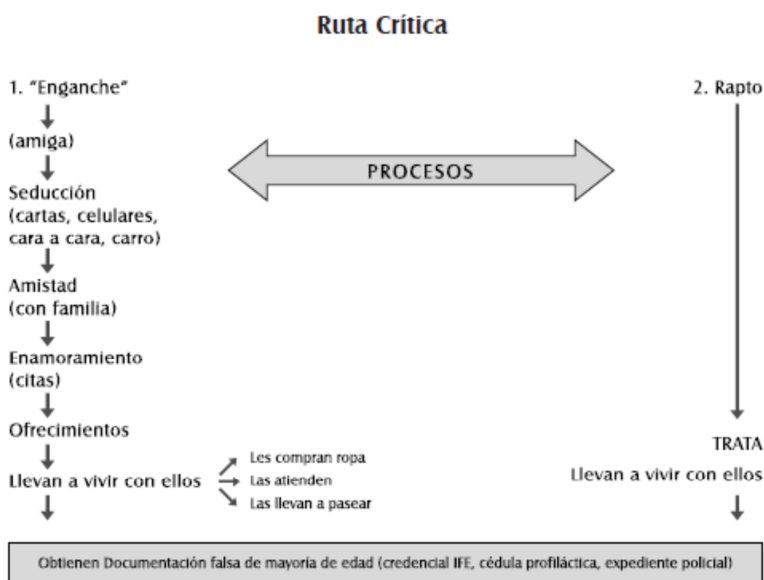 Ruta Crítica
1. "Enganche"
2. Rapto
(amiga)
PROCESOS
Seducción
(cartas, celulares,
cara a cara, carro)
Amistad
(con familia)
Enamoramiento
(citas)
Ofrecimientos
TRATA
Llevan a vivir con ellos
Les compran ropa
Las atienden
Las llevan a pasear
Llevan a vivir con ellos
Obtienen Documentación falsa de mayoría de edad (credencial IFE, cédula profiláctica, expediente policial)